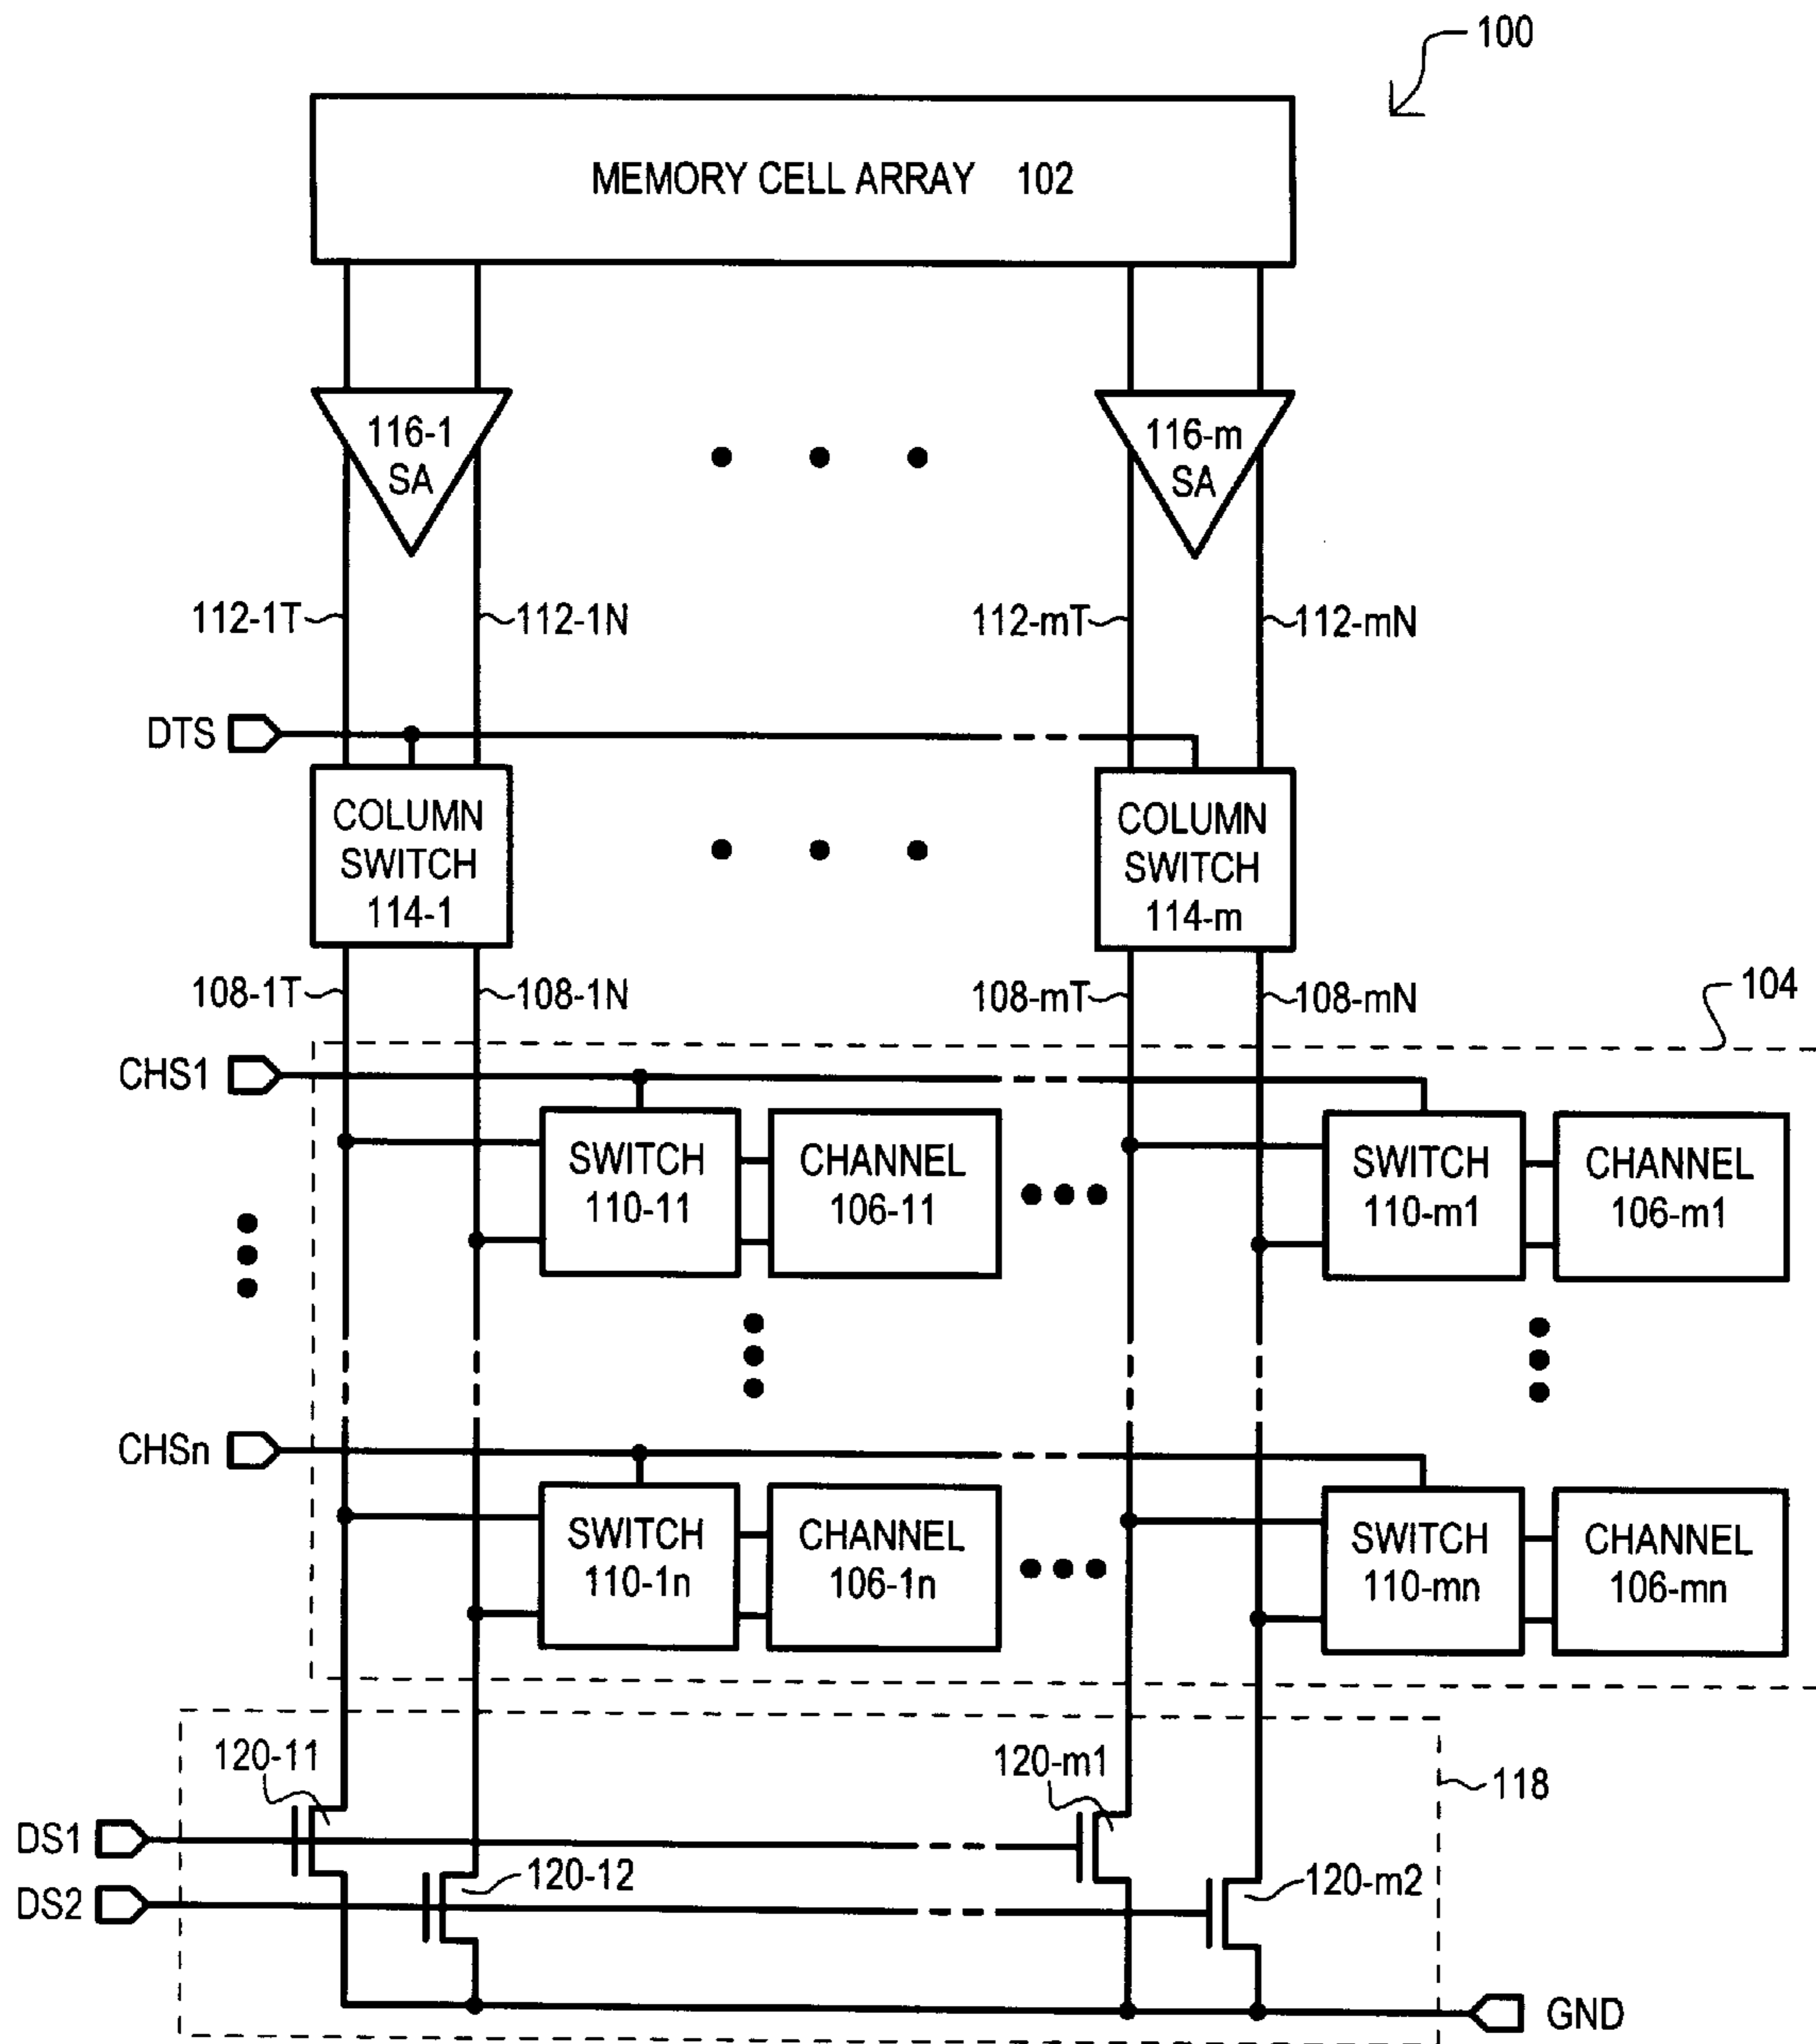 100
MEMORY CELL ARRAY 102
116-1
SA
116-m
SA
112-1T
112-1N
112-mT
112-mN
DTS
COLUMN
SWITCH
114-1
COLUMN
SWITCH
114-m
108-1T
108-1N
108-mT
108-mN
104
CHS1
SWITCH
110-11
CHANNEL
106-11
SWITCH
110-m1
CHANNEL
106-m1
CHSn
SWITCH
110-1n
CHANNEL
106-1n
SWITCH
110-mn
CHANNEL
106-mn
120-11
120-m1
118
DS1
120-12
120-m2
DS2
GND